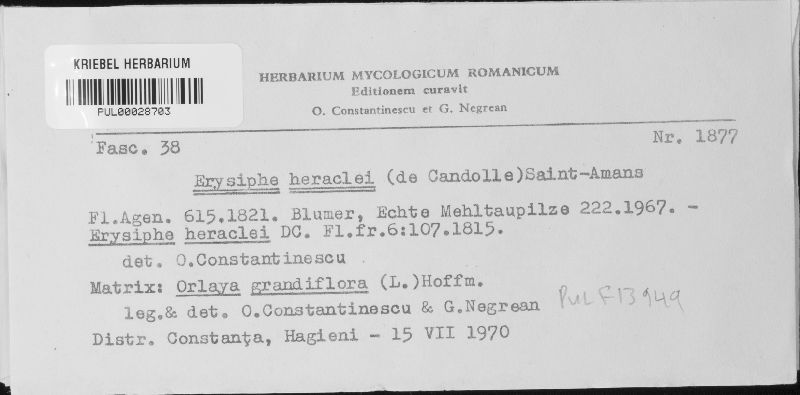 KRIEBEL HERBARIUM
PUL00028703
HERBARIUM MYCOLOGICUM ROMANICUM
Editionem curavit
O. Constantinescu et G. Negrean
Fasc. 38
Nr. 1877
Erysiphe heraclei (de Candolle)Saint-Amans
Fl.Agen. 615.1821. Blumer, Echte Mehltaupilze 222.1967. -
Erysiphe heraclei DC. Fl.fr.6:107.1815.
det. O.Constantinescu
Matrix: Orlaya grandiflora (L.)Hoffm.
leg.& det. O.Constantinescu & G.Negrean
PUL F13949
Distr. Constanţa, Hagieni - 15 VII 1970